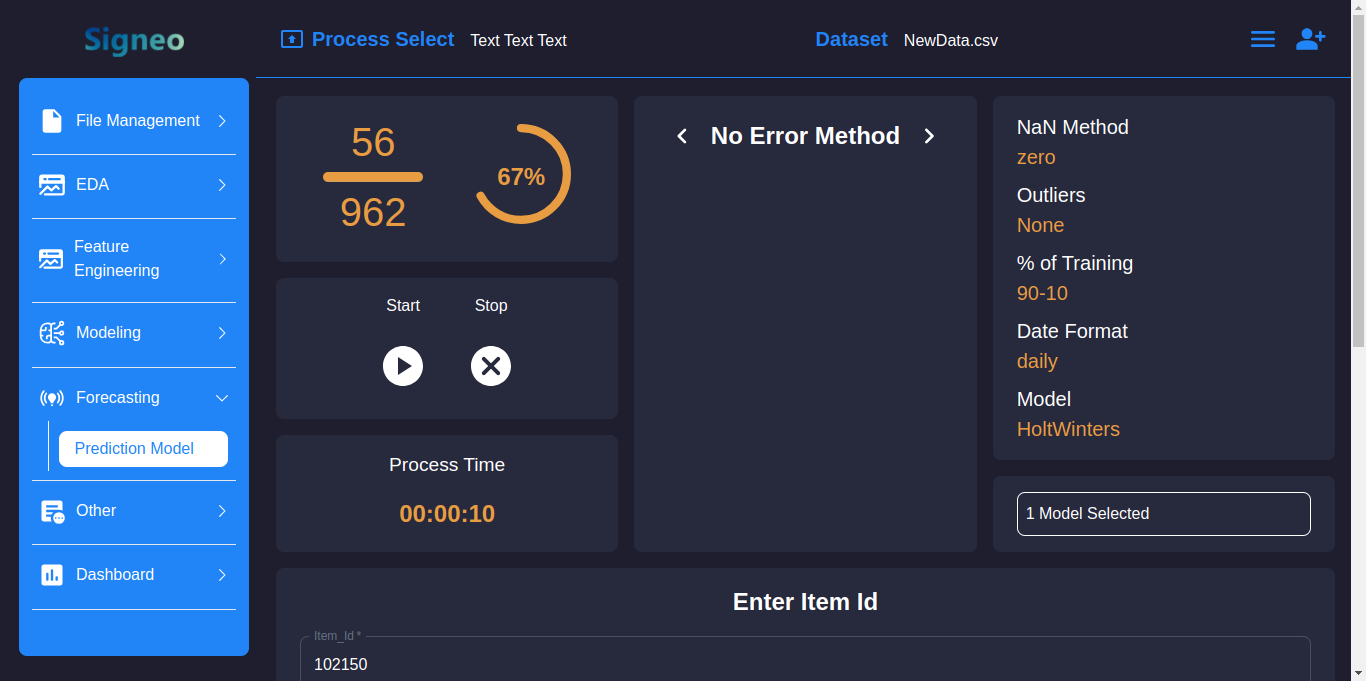 Signeo
Process Select Text Text Text
Dataset NewData.csv
File Management
EDA
Feature
Engineering
Modeling
Forecasting
Prediction Model
Other
Dashboard
56
962
67%
Start
Stop
Process Time
00:00:10
No Error Method
NaN Method
zero
Outliers
None
% of Training
90-10
Date Format
daily
Model
HoltWinters
1 Model Selected
Enter Item Id
Item_Id *
102150